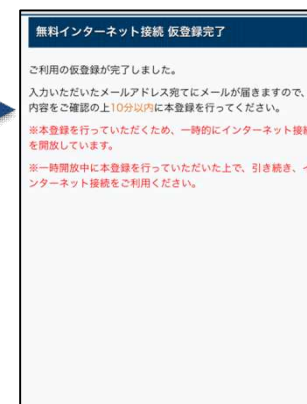 無料インターネット接続 仮登録完了
ご利用の仮登録が完了しました。
入力いただいたメールアドレス宛てにメールが届きますので、
内容をご確認の上10分以内に本登録を行ってください。
※本登録を行っていただくため、一時的にインターネット接続
を開放しています。
※一時開放中に本登録を行っていただいた上で、引き続き、イ
ンターネット接続をご利用ください。